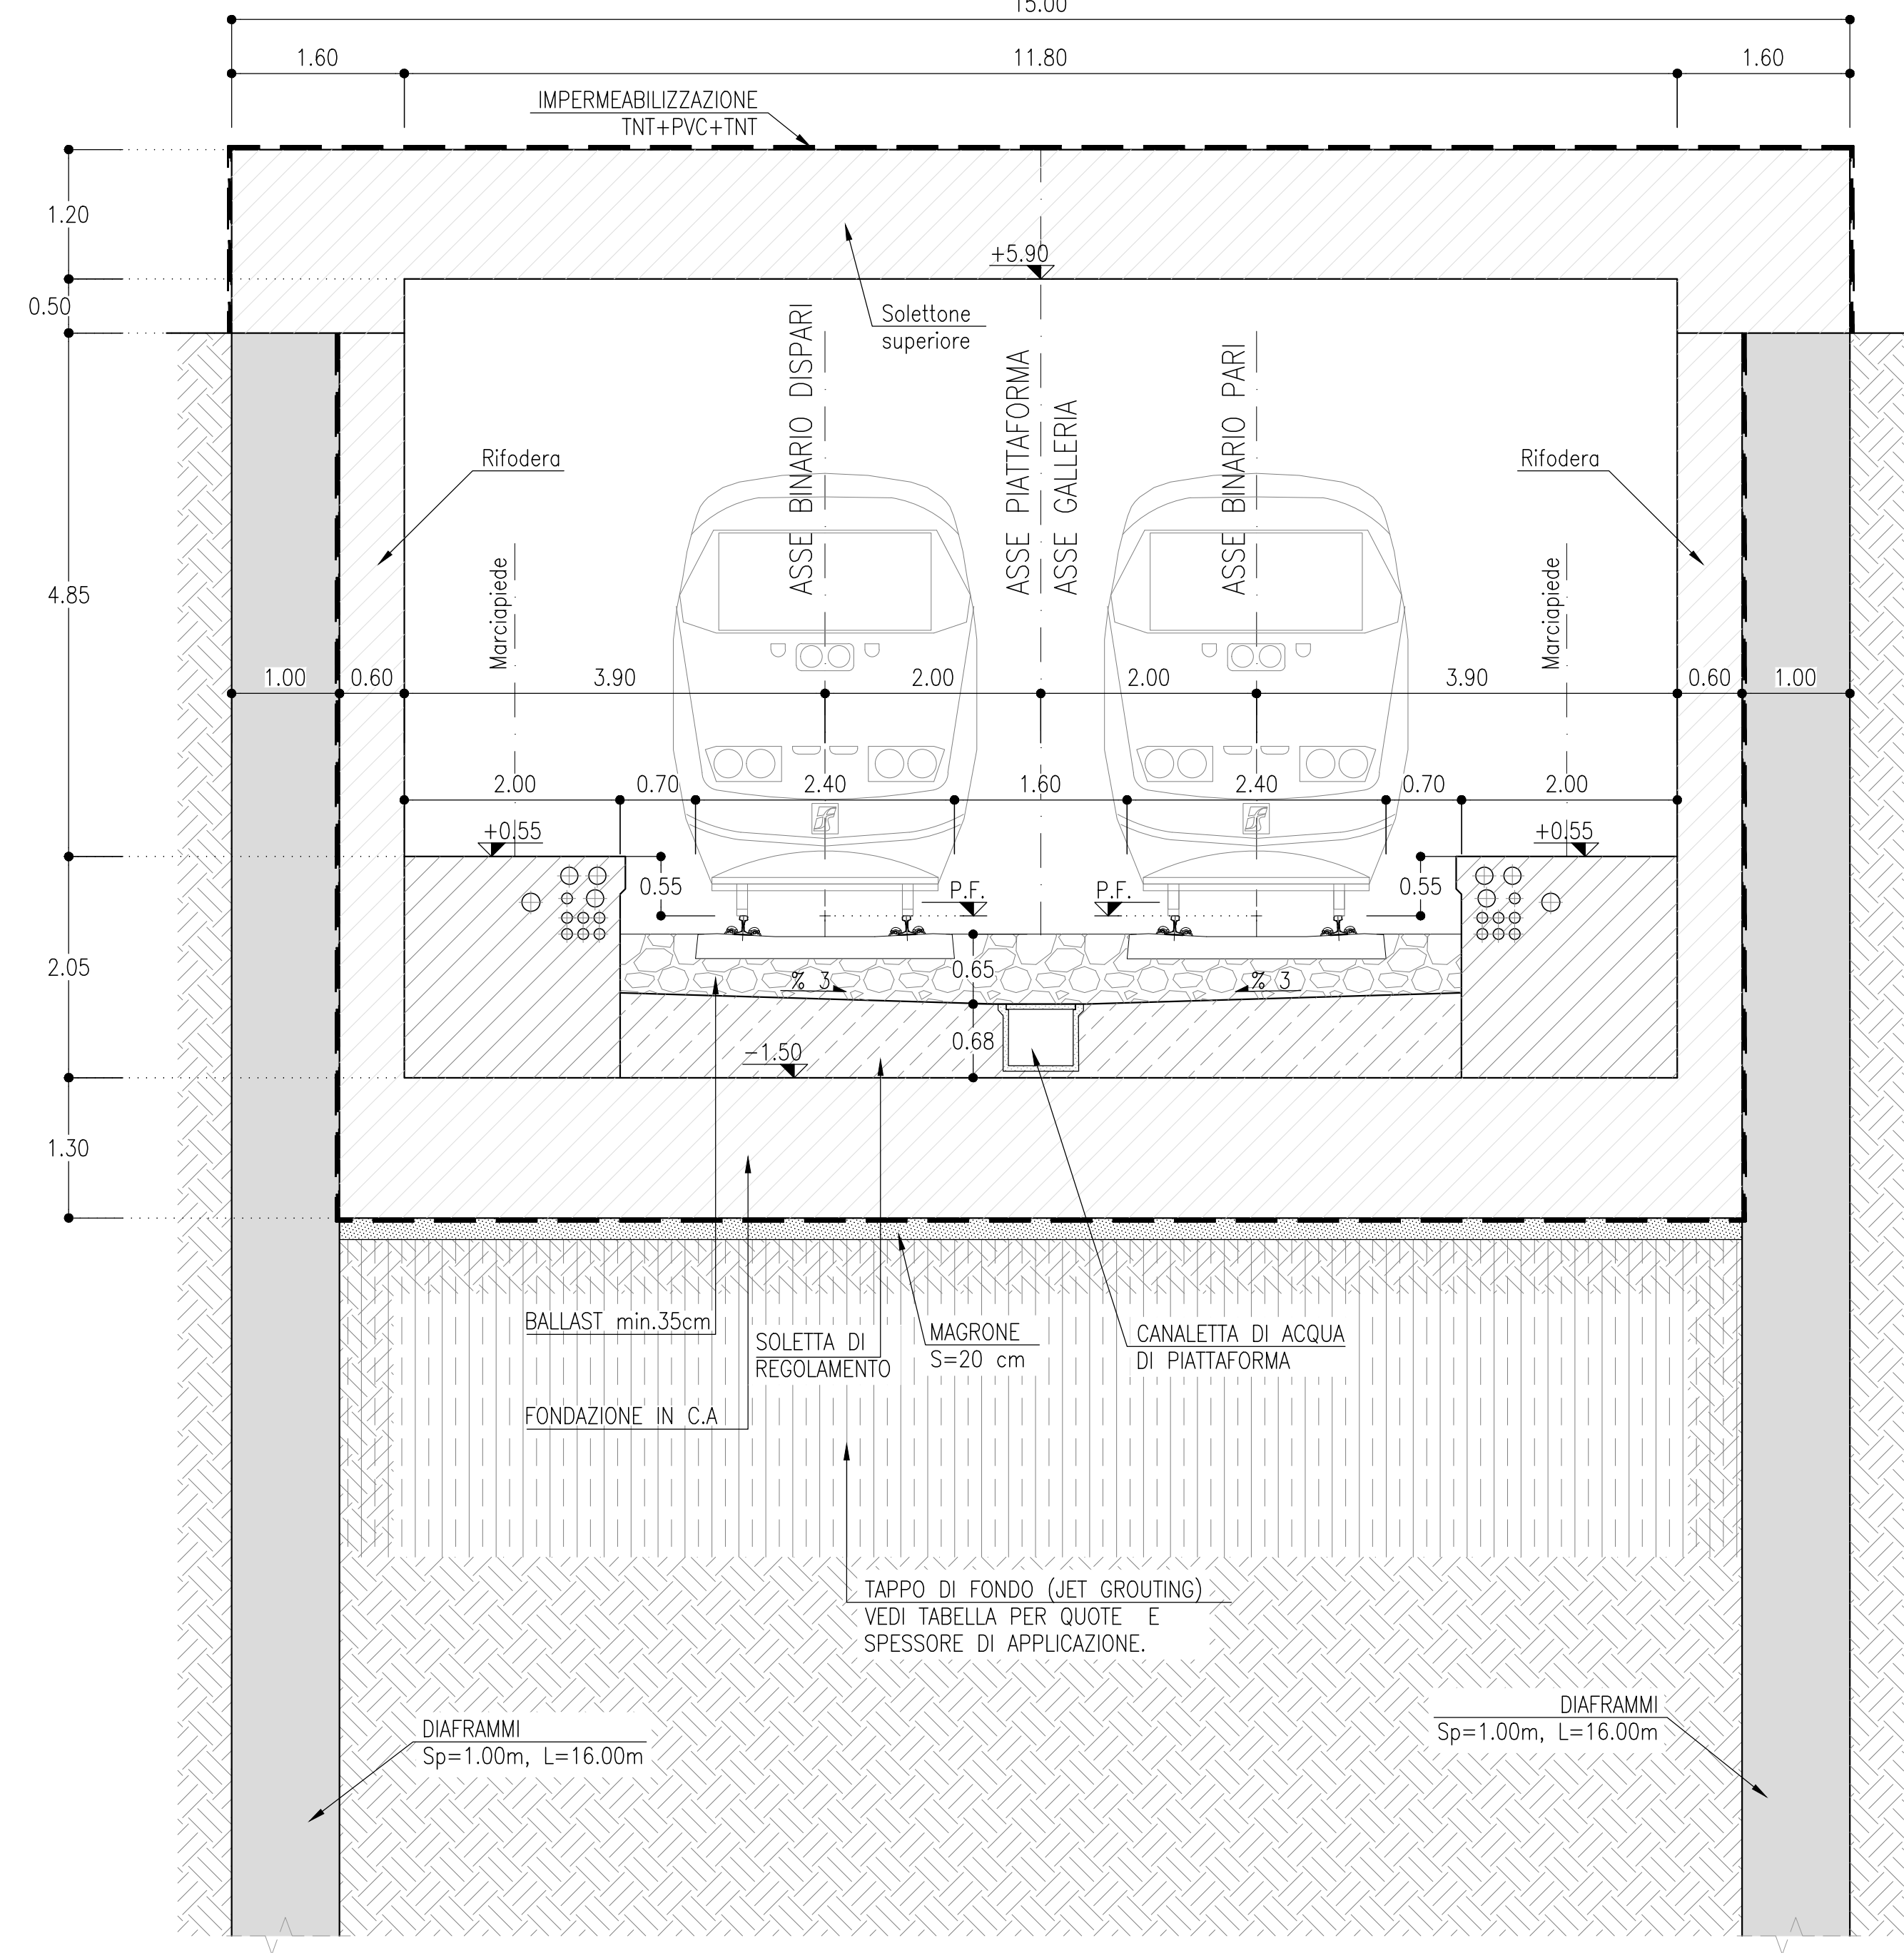 15.00
1.60
11.80
1.60
IMPERMEABILIZZAZIONE
TNT+PVC+TNT
1.20
+5.90
0.50
Solettone
superiore
ASSE BINARIO DISPARI
ASSE PIATTAFORMA
ASSE GALLERIA
ASSE BINARIO PARI
Rifodera
Rifodera
4.85
Marciapiede
Marciapiede
1.00
0.60
3.90
2.00
2.00
3.90
0.60
1.00
2.00
0.70
2.40
1.60
2.40
0.70
2.00
+0.55
+0.55
0.55
P.F.
P.F.
0.55
2.05
0.65
% 3
% 3
0.68
-1.50
1.30
BALLAST min.35cm
SOLETTA DI
REGOLAMENTO
MAGRONE
S=20 cm
CANALETTA DI ACQUA
DI PIATTAFORMA
FONDAZIONE IN C.A
TAPPO DI FONDO (JET GROUTING)
VEDI TABELLA PER QUOTE E
SPESSORE DI APPLICAZIONE.
DIAFRAMMI
Sp=1.00m, L=16.00m
DIAFRAMMI
Sp=1.00m, L=16.00m